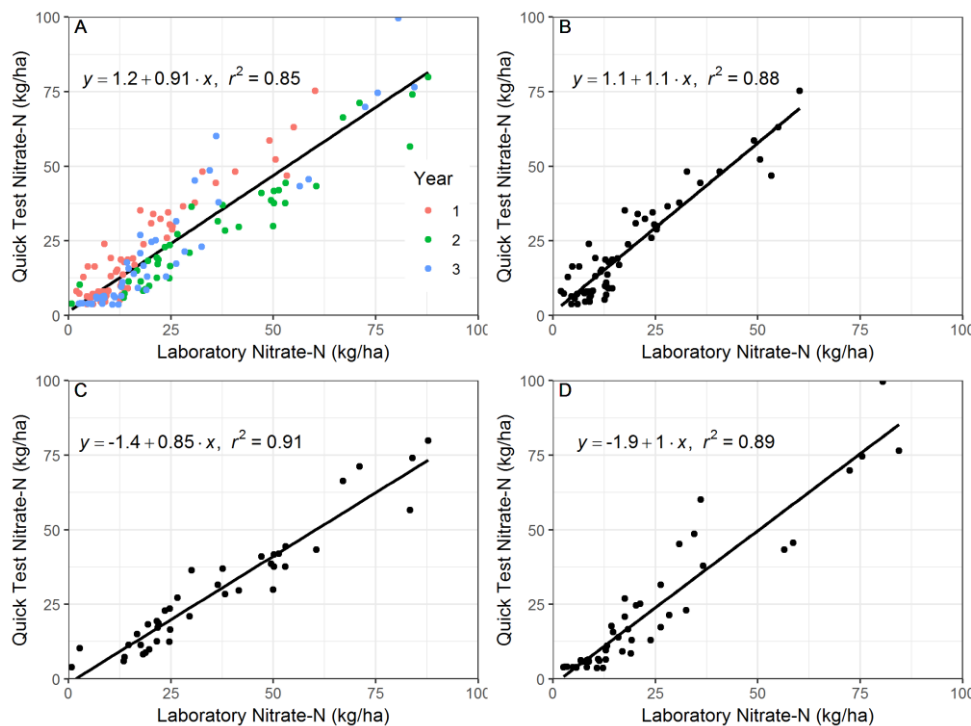 A
y = 1.2 + 0.91 · x,  r² = 0.85
Quick Test Nitrate-N (kg/ha)
100
75
50
25
0
0
25
50
75
100
Laboratory Nitrate-N (kg/ha)
Year
1
2
3
B
y = 1.1 + 1.1 · x,  r² = 0.88
Quick Test Nitrate-N (kg/ha)
100
75
50
25
0
0
25
50
75
100
Laboratory Nitrate-N (kg/ha)
C
y = -1.4 + 0.85 · x,  r² = 0.91
Quick Test Nitrate-N (kg/ha)
100
75
50
25
0
0
25
50
75
100
Laboratory Nitrate-N (kg/ha)
D
y = -1.9 + 1 · x,  r² = 0.89
Quick Test Nitrate-N (kg/ha)
100
75
50
25
0
0
25
50
75
100
Laboratory Nitrate-N (kg/ha)